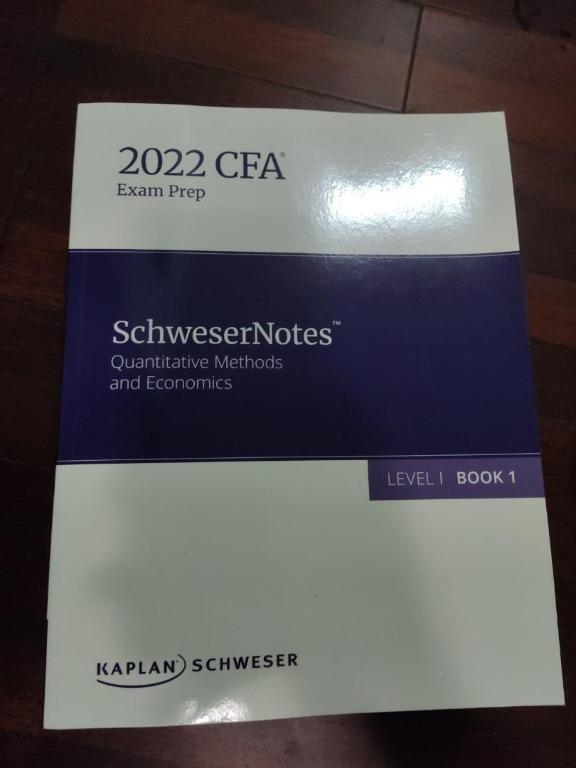 2022 CFA®
Exam Prep
SchweserNotes™
Quantitative Methods
and Economics
LEVEL I BOOK 1
KAPLAN® SCHWESER